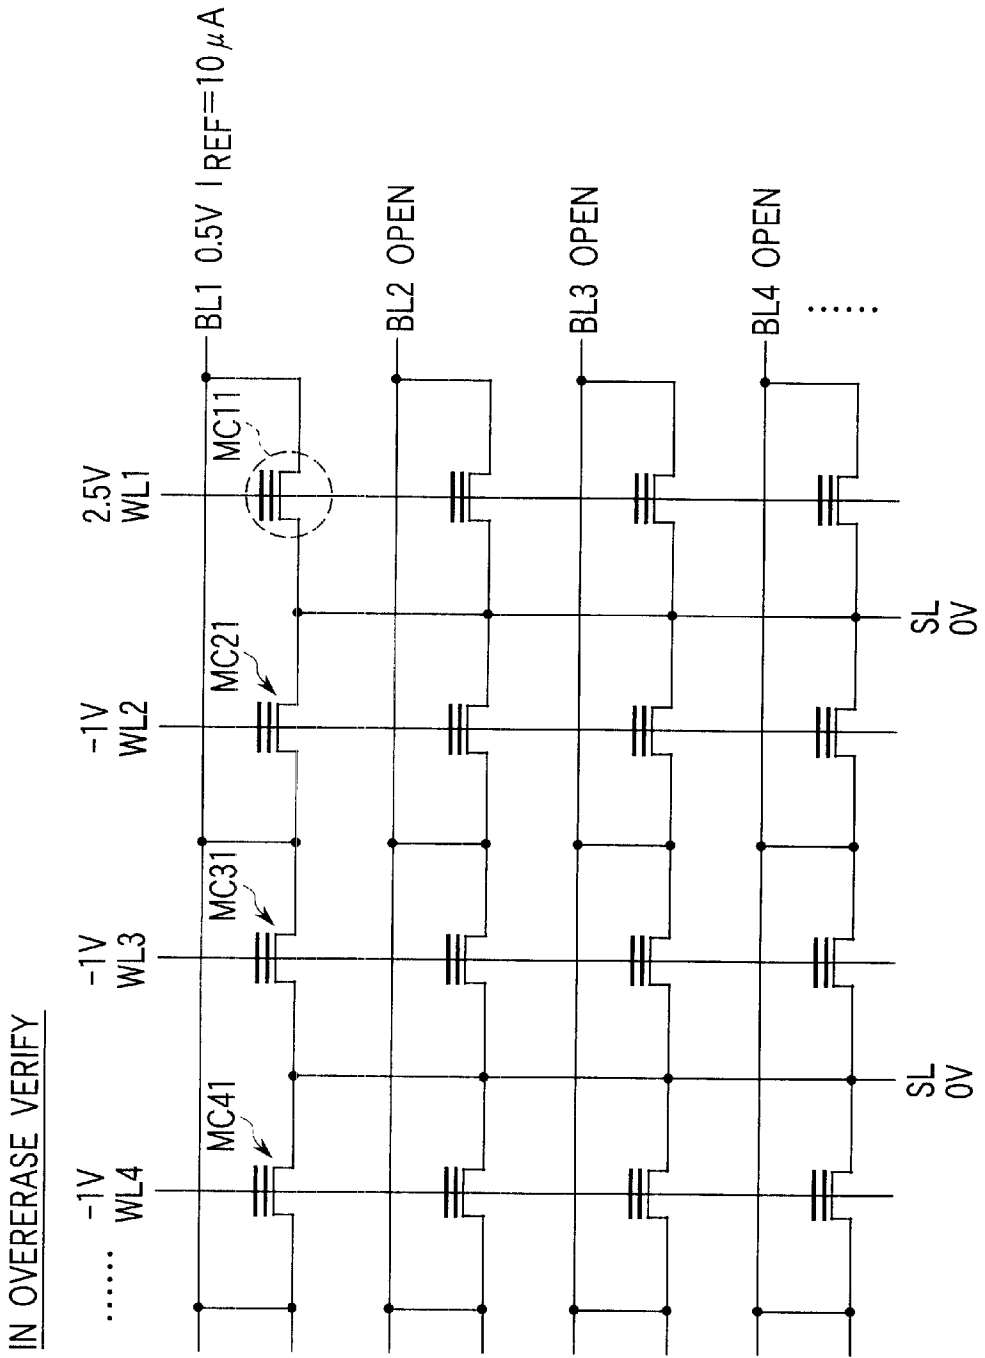 IN OVERERASE VERIFY
2.5V
WL1
-1V
WL2
-1V
WL3
-1V
WL4
......
BL1 0.5V IREF=10μA
BL2 OPEN
BL3 OPEN
BL4 OPEN
......
MC11
MC21
MC31
MC41
SL
0V
SL
0V